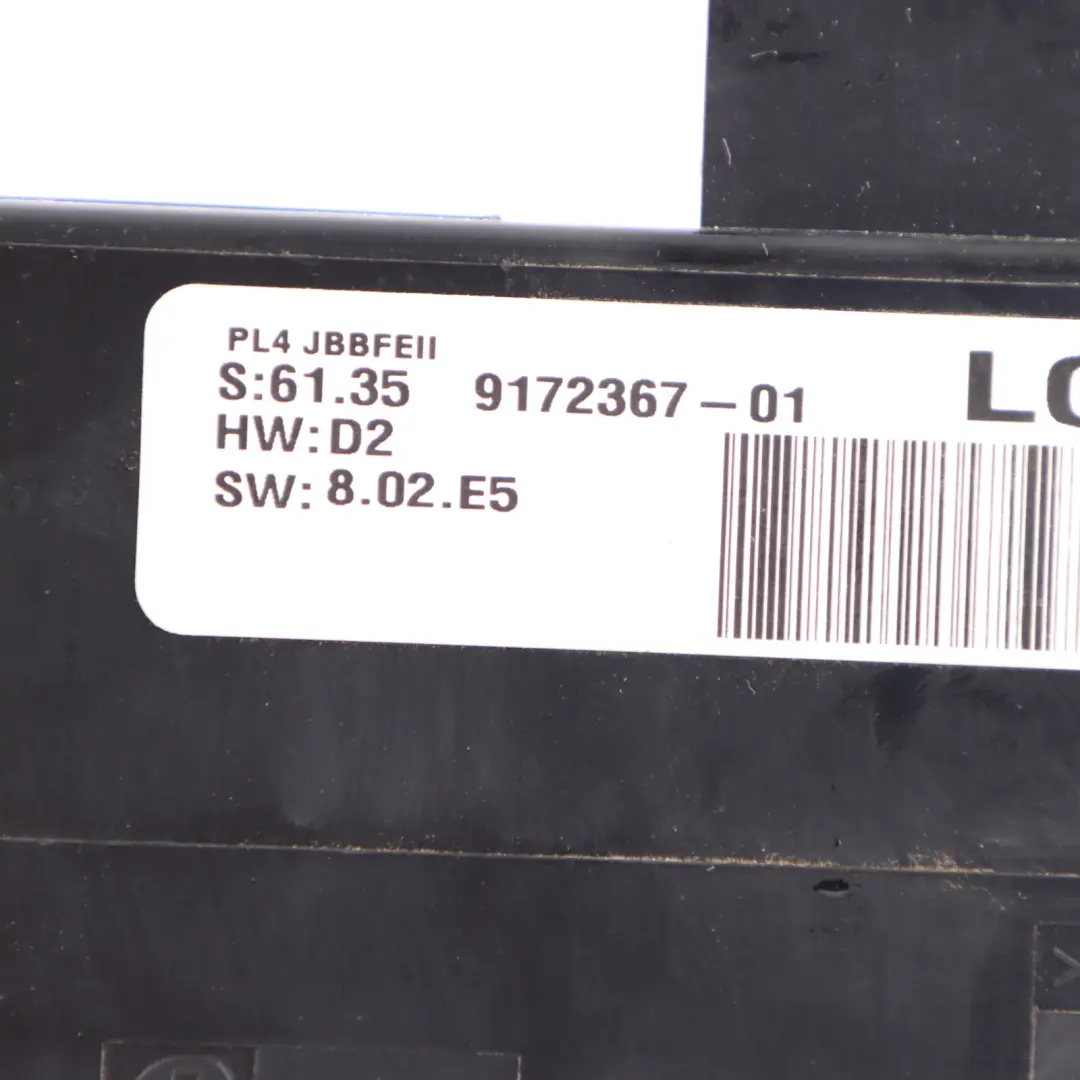 PL4 JBBFEII
S:61.35 9172367-01
HW:D2
SW: 8.02.E5